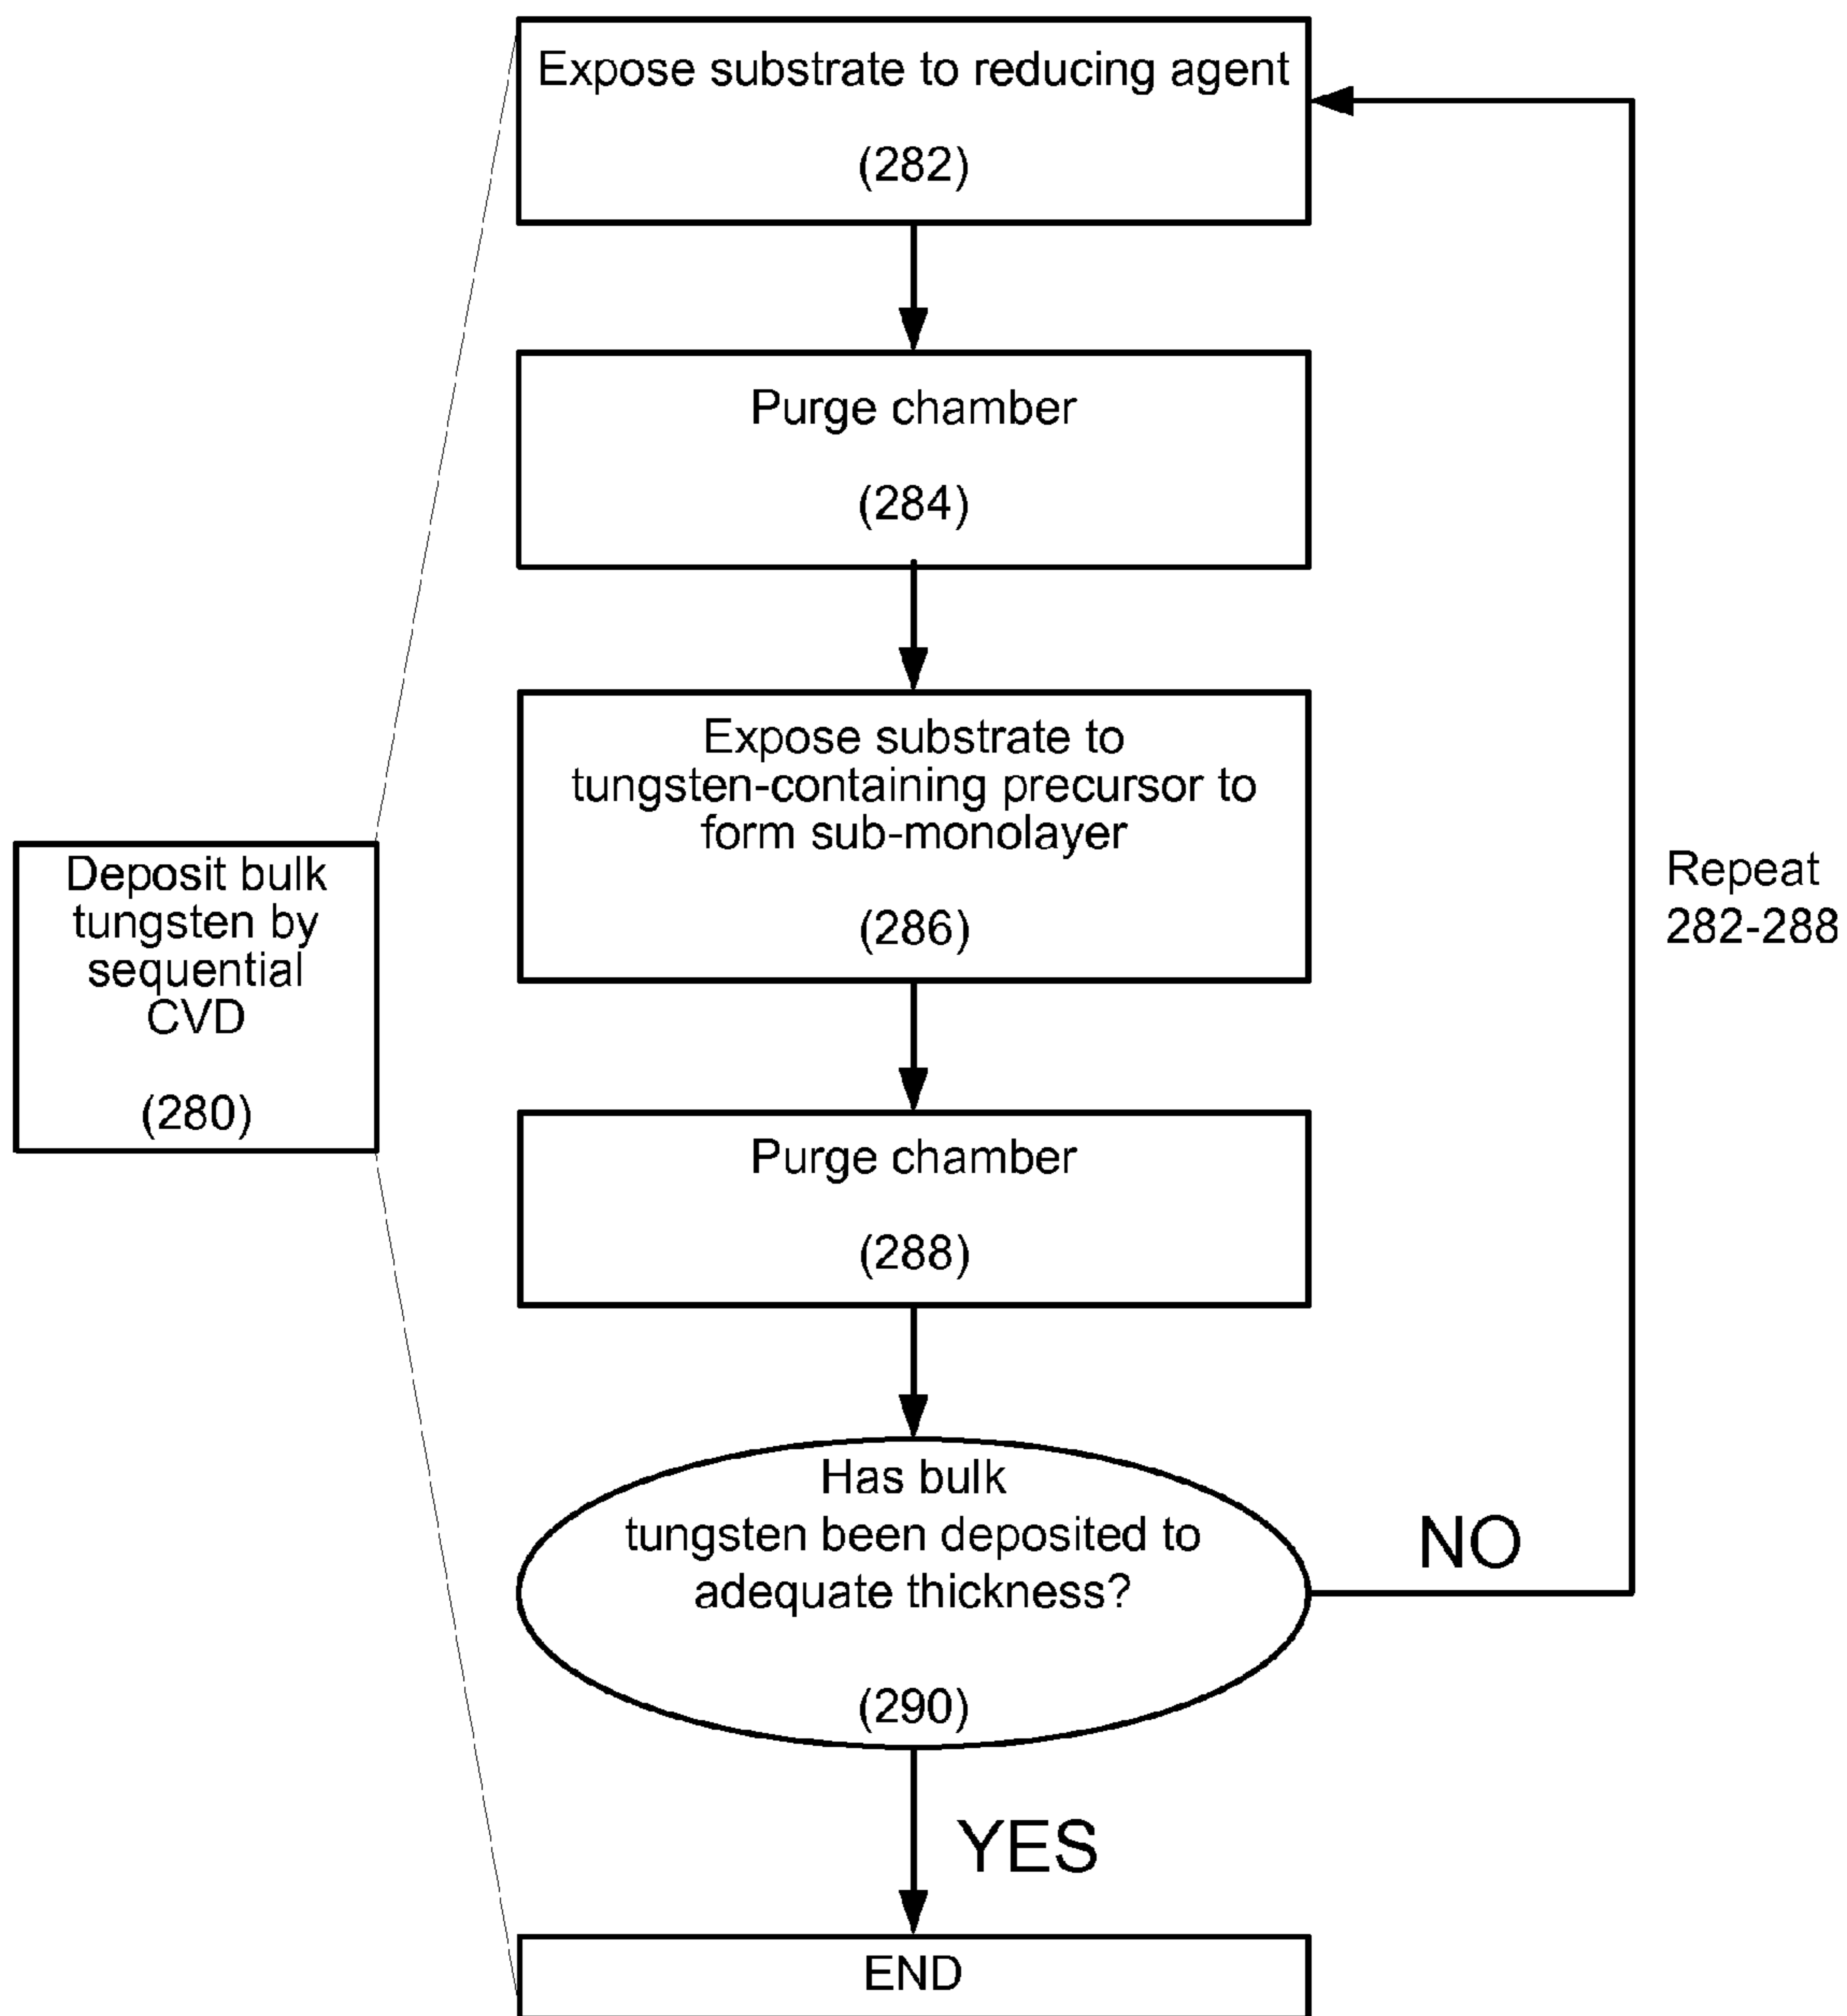 Expose substrate to reducing agent
(282)
Purge chamber
(284)
Expose substrate to
tungsten-containing precursor to
form sub-monolayer
(286)
Deposit bulk
tungsten by
sequential
CVD
(280)
Repeat
282-288
Purge chamber
(288)
Has bulk
tungsten been deposited to
adequate thickness?
(290)
NO
YES
END